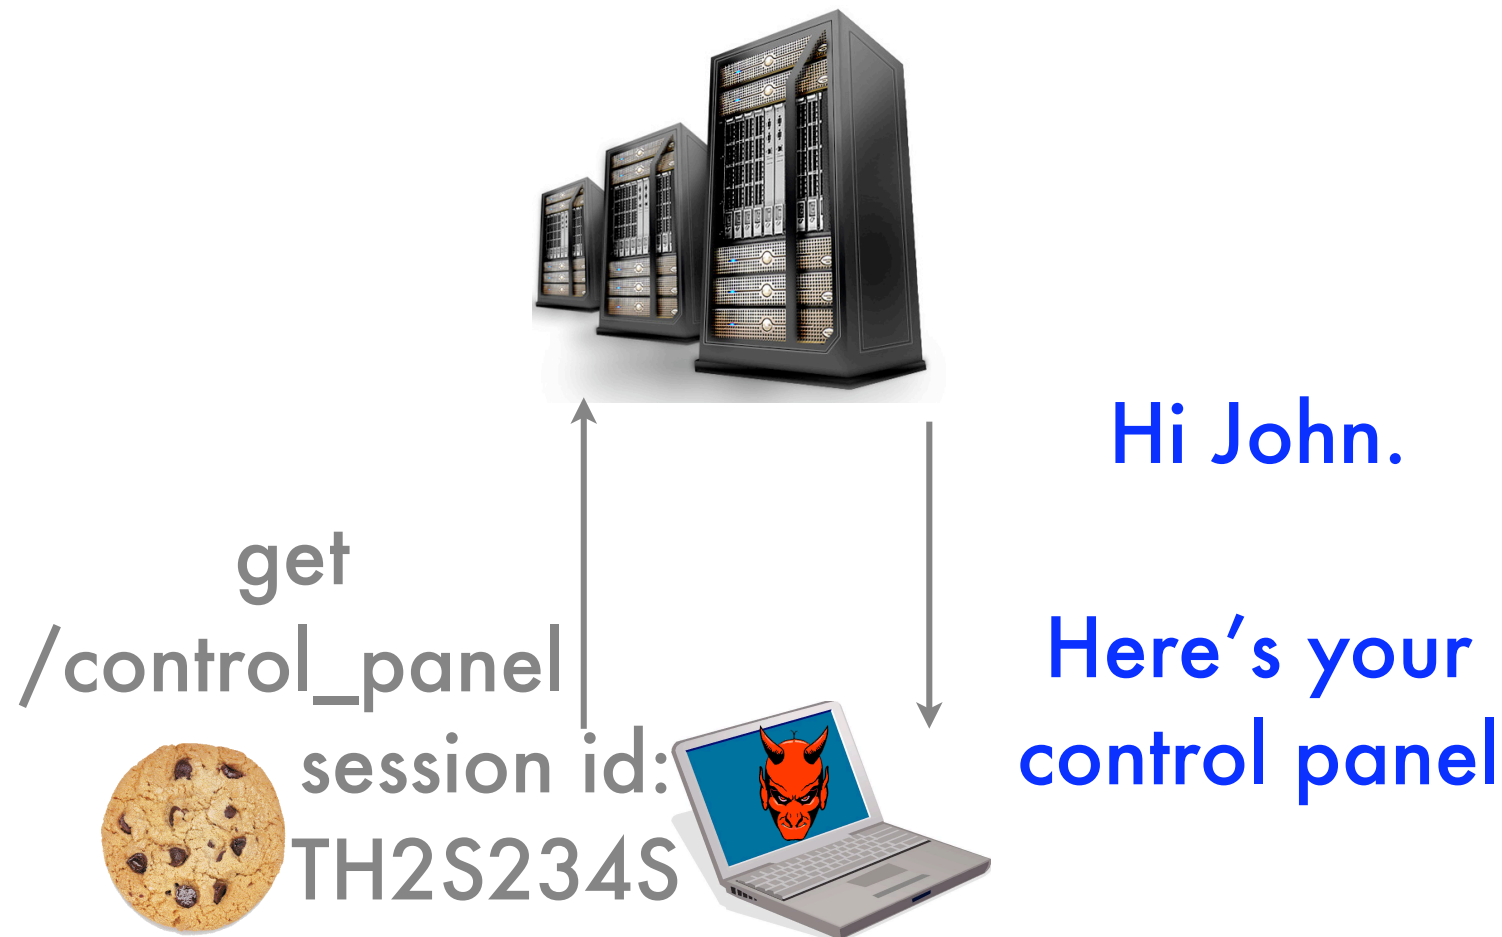 get
/control_panel
session id:
TH2S234S
Hi John.
Here’s your
control panel